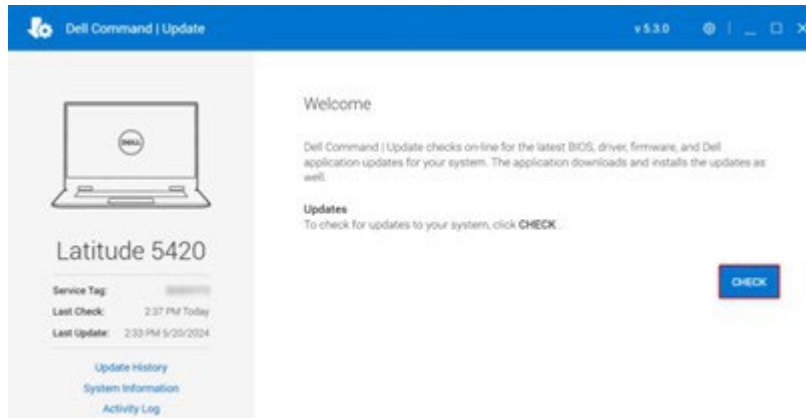 Dell Command | Update
v 5.3.0
DELL
Latitude 5420
Service Tag:
Last Check: 2:37 PM Today
Last Update: 2:33 PM 5/20/2024
Update History
System Information
Activity Log
Welcome
Dell Command | Update checks on-line for the latest BIOS, driver, firmware, and Dell
application updates for your system. The application downloads and installs the updates as
well.
Updates
To check for updates to your system, click CHECK .
CHECK